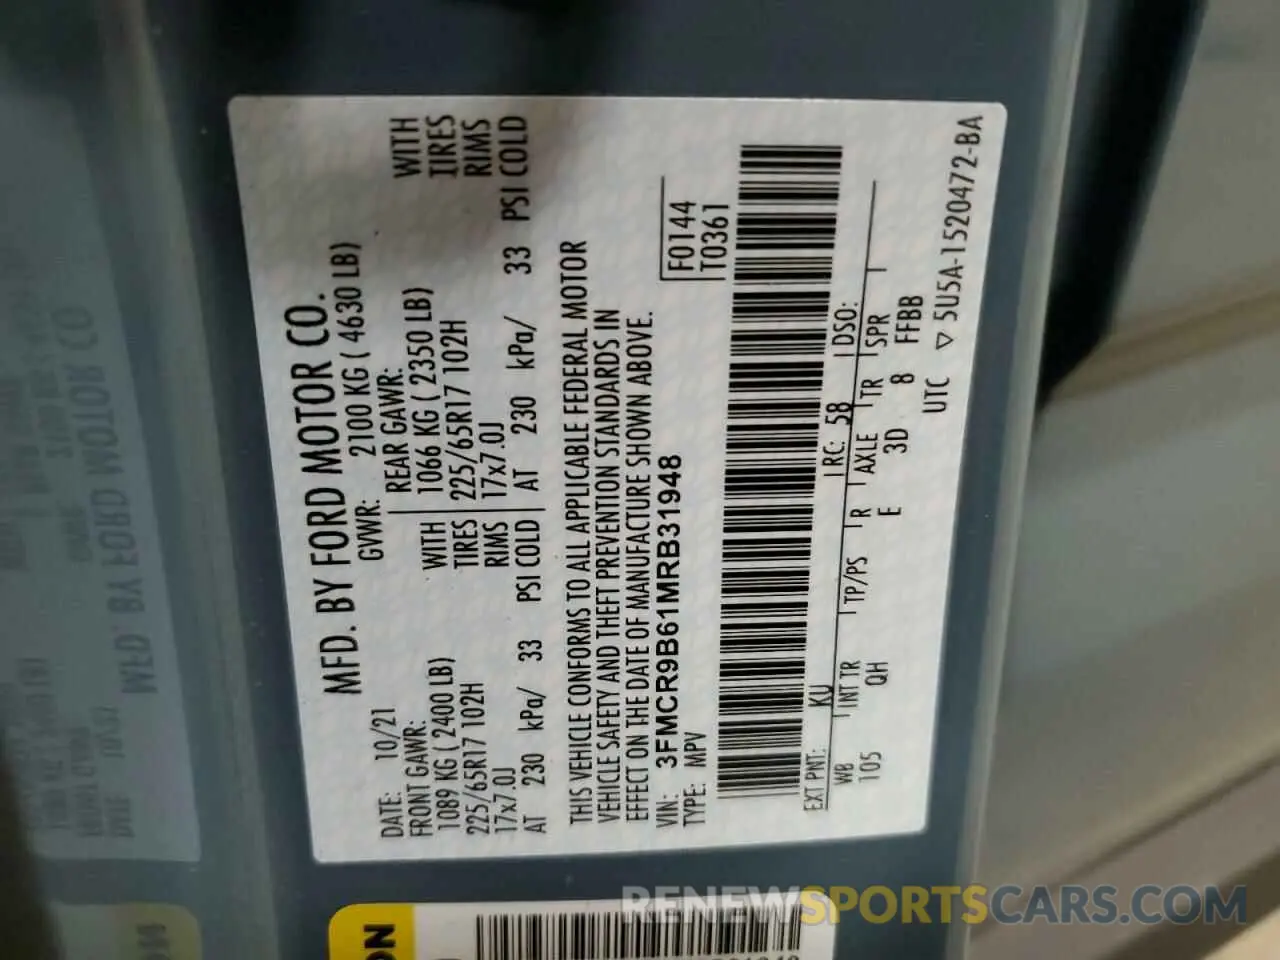 MFD. BY FORD MOTOR CO.
DATE: 10/21 GVWR: 2100 KG ( 4630 LB)
FRONT GAWR: REAR GAWR:
1089 KG ( 2400 LB) WITH 1066 KG ( 2350 LB) WITH
225/65R17 102H TIRES 225/65R17 102H TIRES
17x7.0J RIMS 17x7.0J RIMS
AT 230 kPa/ 33 PSI COLD AT 230 kPa/ 33 PSI COLD
THIS VEHICLE CONFORMS TO ALL APPLICABLE FEDERAL MOTOR
VEHICLE SAFETY AND THEFT PREVENTION STANDARDS IN
EFFECT ON THE DATE OF MANUFACTURE SHOWN ABOVE.
VIN: 3FMCR9B61MRB31948 F0144
TYPE: MPV T0361
EXT PNT: KU RC: 58 DSO:
WB INT TR TP/PS R AXLE TR SPR
105 QH E 3D 8 FFBB
UTC ▽ 5U5A-1520472-BA
RENEWSPORTSCARS.COM